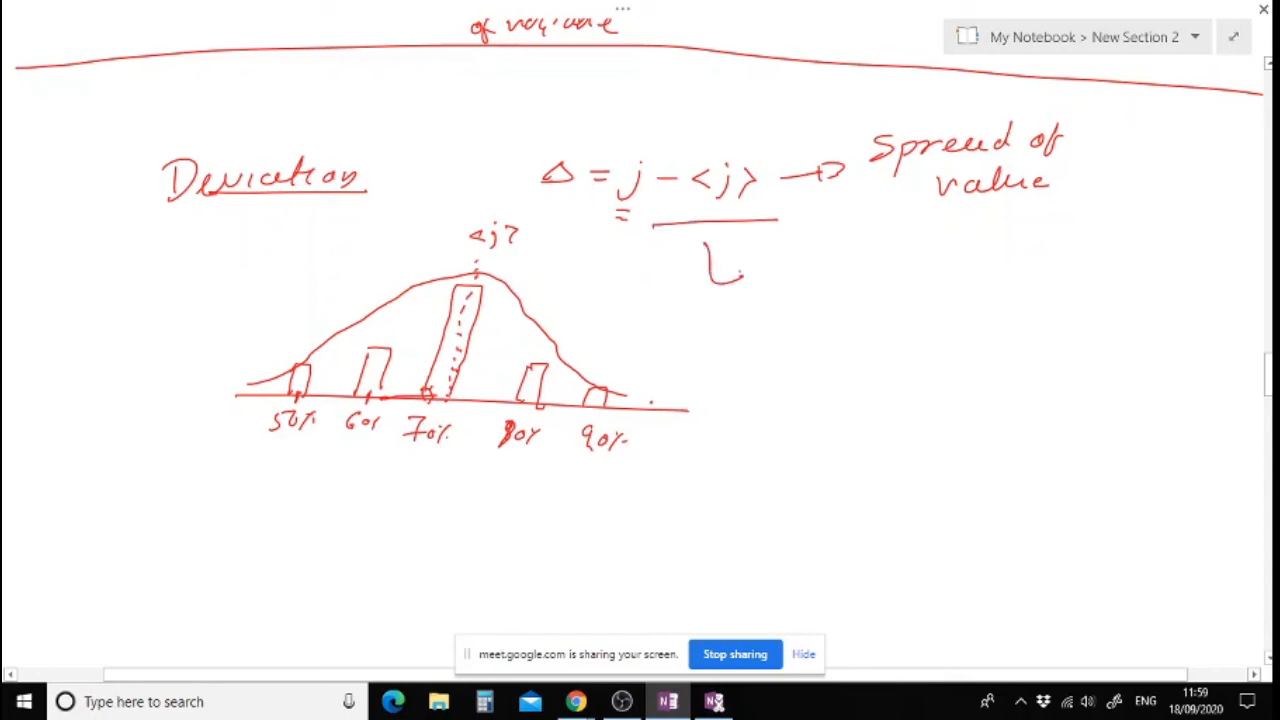 of
My Notebook > New Section 2
Deviation
Δ = j - <j> → Spread of
value
<j>
50%
60%
70%
80%
90%
meet.google.com is sharing your screen.
Stop sharing
Hide
Type here to search
ENG
11:59
18/09/2020